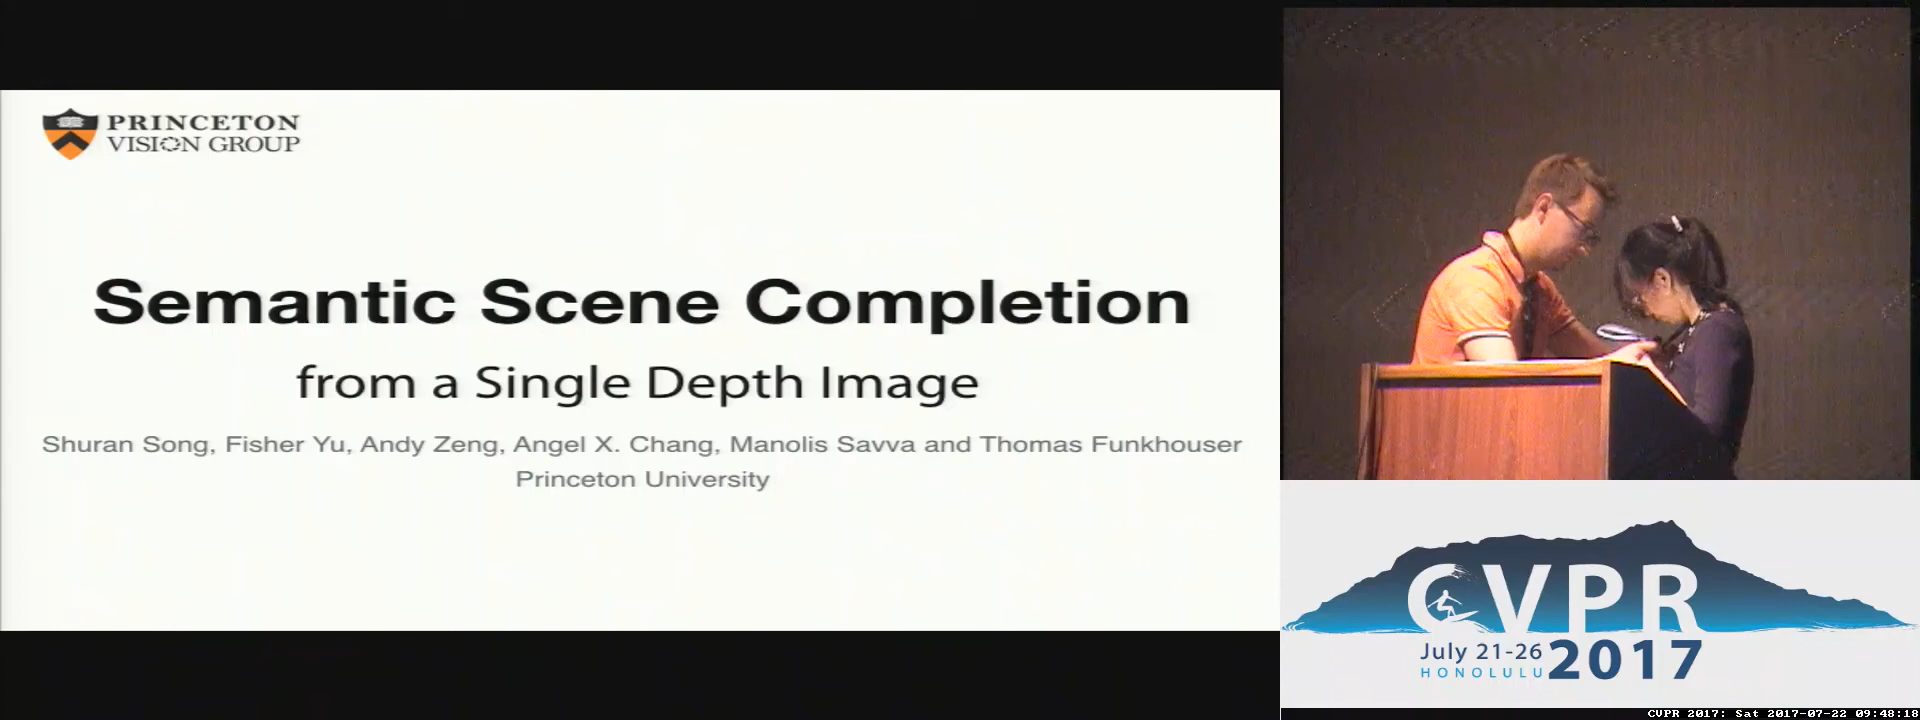 PRINCETON
VISION GROUP
Semantic Scene Completion
from a Single Depth Image
Shuran Song, Fisher Yu, Andy Zeng, Angel X. Chang, Manolis Savva and Thomas Funkhouser
Princeton University
CVPR
July 21-26
HONOLULU
2017
CVPR 2017: Sat 2017-07-22 09:48:18